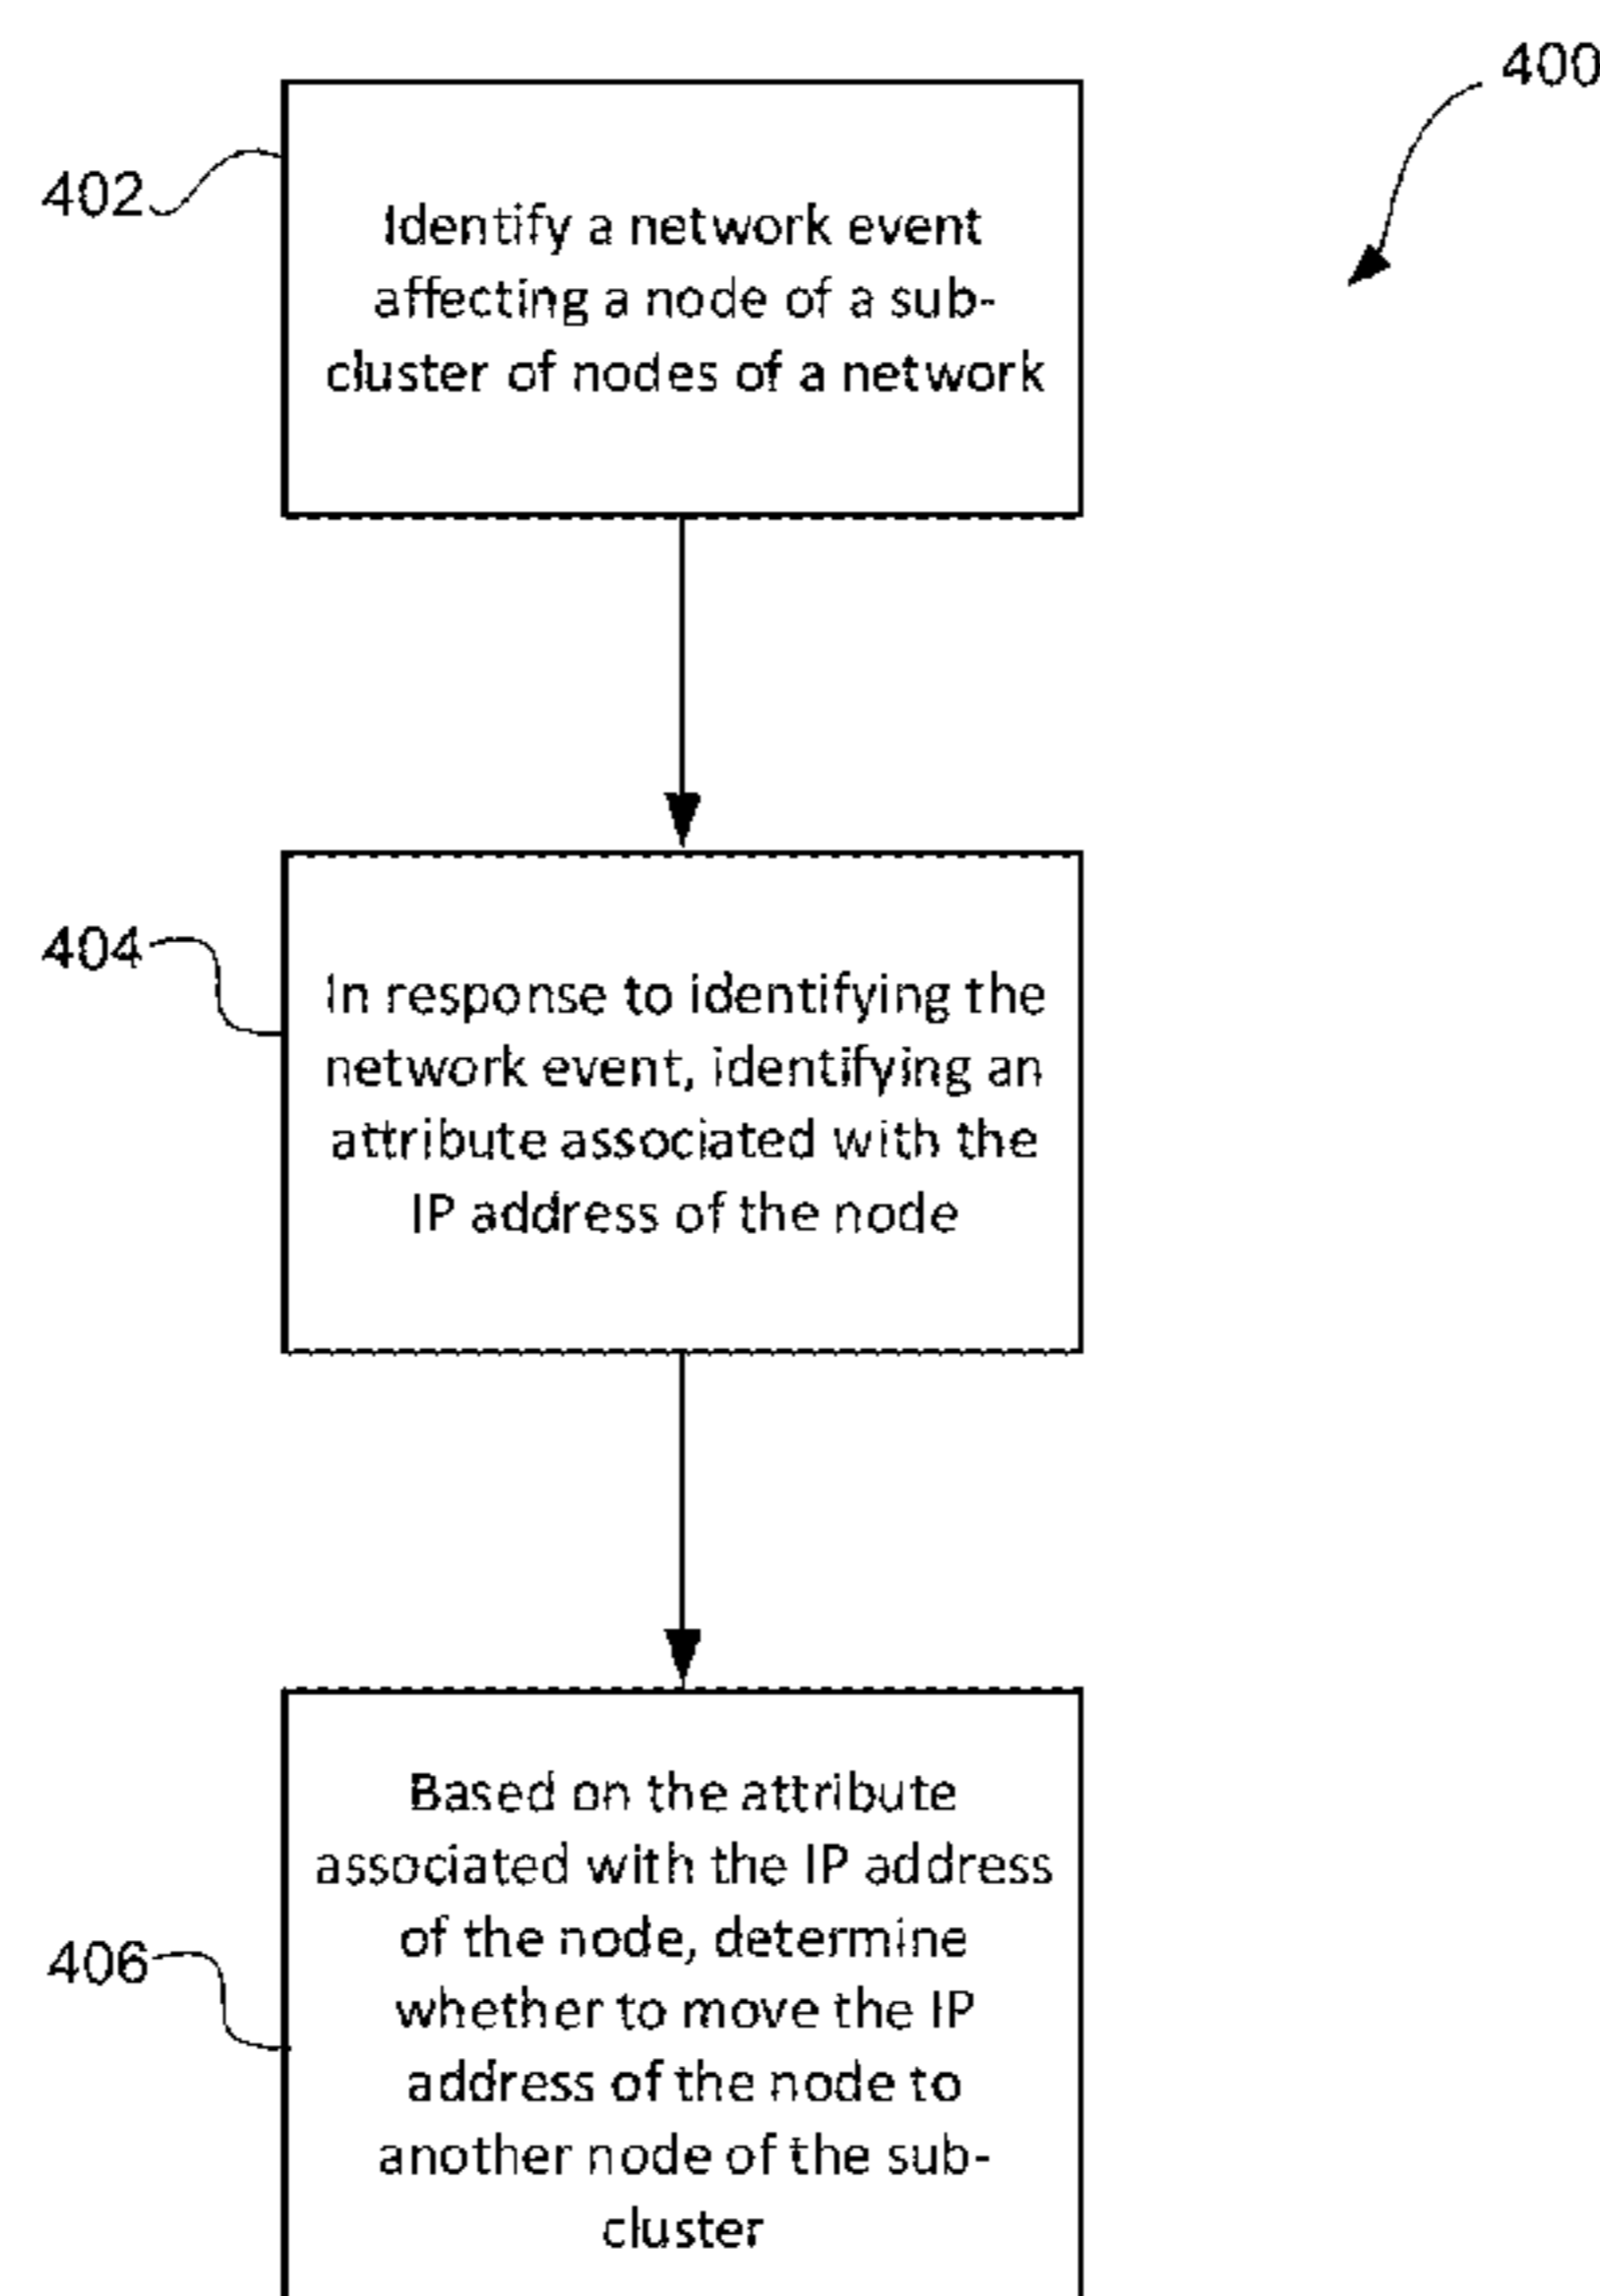 400
402
Identify a network event
affecting a node of a sub-
cluster of nodes of a network
404
In response to identifying the
network event, identifying an
attribute associated with the
IP address of the node
406
Based on the attribute
associated with the IP address
of the node, determine
whether to move the IP
address of the node to
another node of the sub-
cluster